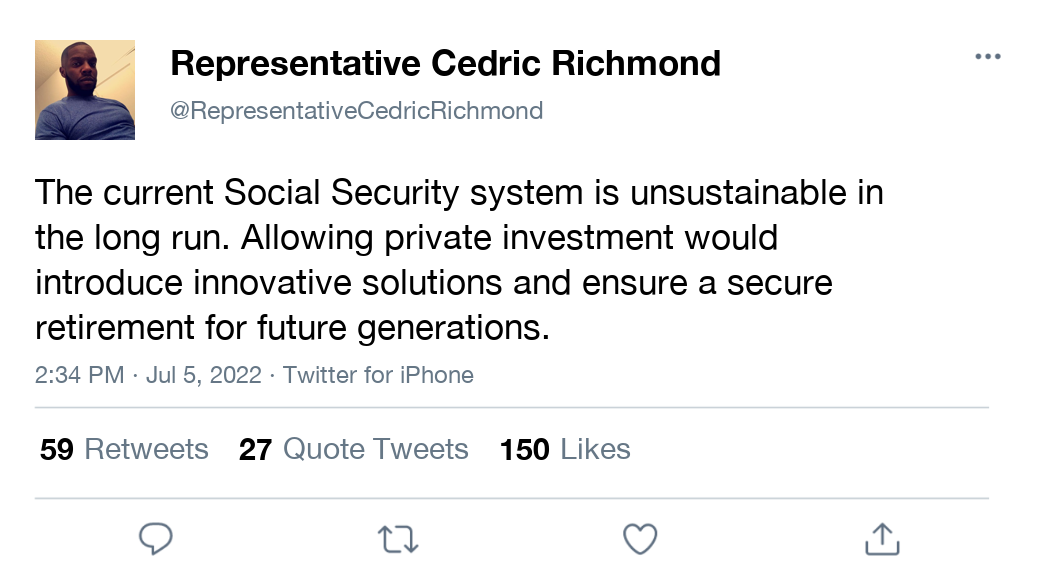 Representative Cedric Richmond
@RepresentativeCedricRichmond
The current Social Security system is unsustainable in
the long run. Allowing private investment would
introduce innovative solutions and ensure a secure
retirement for future generations.
2:34 PM · Jul 5, 2022 · Twitter for iPhone
59 Retweets 27 Quote Tweets 150 Likes